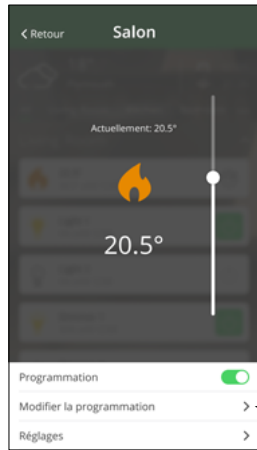 Retour
Salon
Actuellement: 20.5°
20.5°
Programmation
Modifier la programmation
Réglages